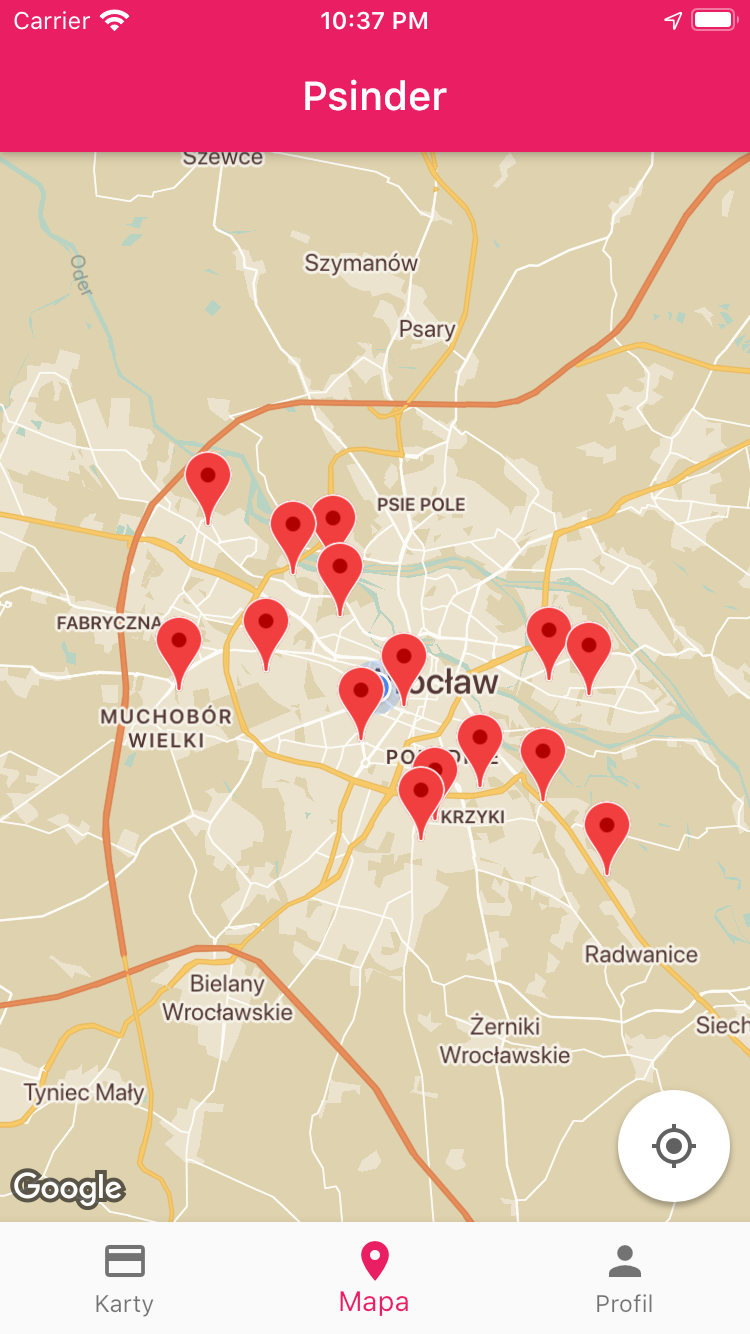 Carrier 10:37 PM
Psinder
Szewce
Oder
Szymanów
Psary
PSIE POLE
FABRYCZNA
ocław
MUCHOBÓR
WIELKI
KRZYKI
Radwanice
Bielany
Wrocławskie
Żerniki
Wrocławskie
Siech
Tyniec Mały
Google
Karty Mapa Profil